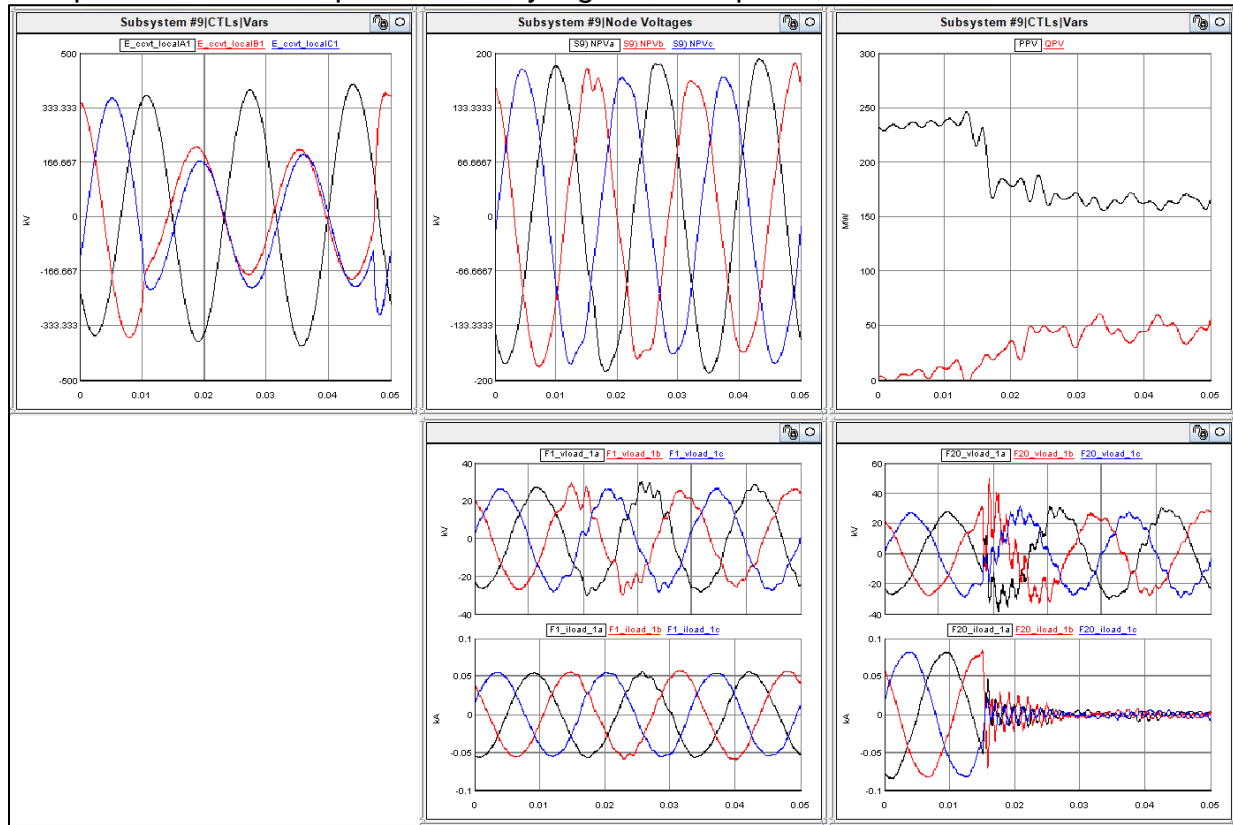 Subsystem #9|CTLs|Vars
E_ccvt_localA1 E_ccvt_localB1 E_ccvt_localC1
500
333.333
166.667
0
-166.667
-333.333
-500
kV
0 0.01 0.02 0.03 0.04 0.05
Subsystem #9|Node Voltages
S9) NPVa S9) NPVb S9) NPVc
200
133.3333
66.6667
0
-66.6667
-133.3333
-200
kV
0 0.01 0.02 0.03 0.04 0.05
Subsystem #9|CTLs|Vars
PPV QPV
300
250
200
150
100
50
0
MW
0 0.01 0.02 0.03 0.04 0.05
F1_vload_1a F1_vload_1b F1_vload_1c
40
20
0
-20
-40
kV
F1_iload_1a F1_iload_1b F1_iload_1c
0.1
0.05
0
-0.05
-0.1
kA
0 0.01 0.02 0.03 0.04 0.05
F20_vload_1a F20_vload_1b F20_vload_1c
60
40
20
0
-20
-40
kV
F20_iload_1a F20_iload_1b F20_iload_1c
0.1
0.05
0
-0.05
-0.1
kA
0 0.01 0.02 0.03 0.04 0.05